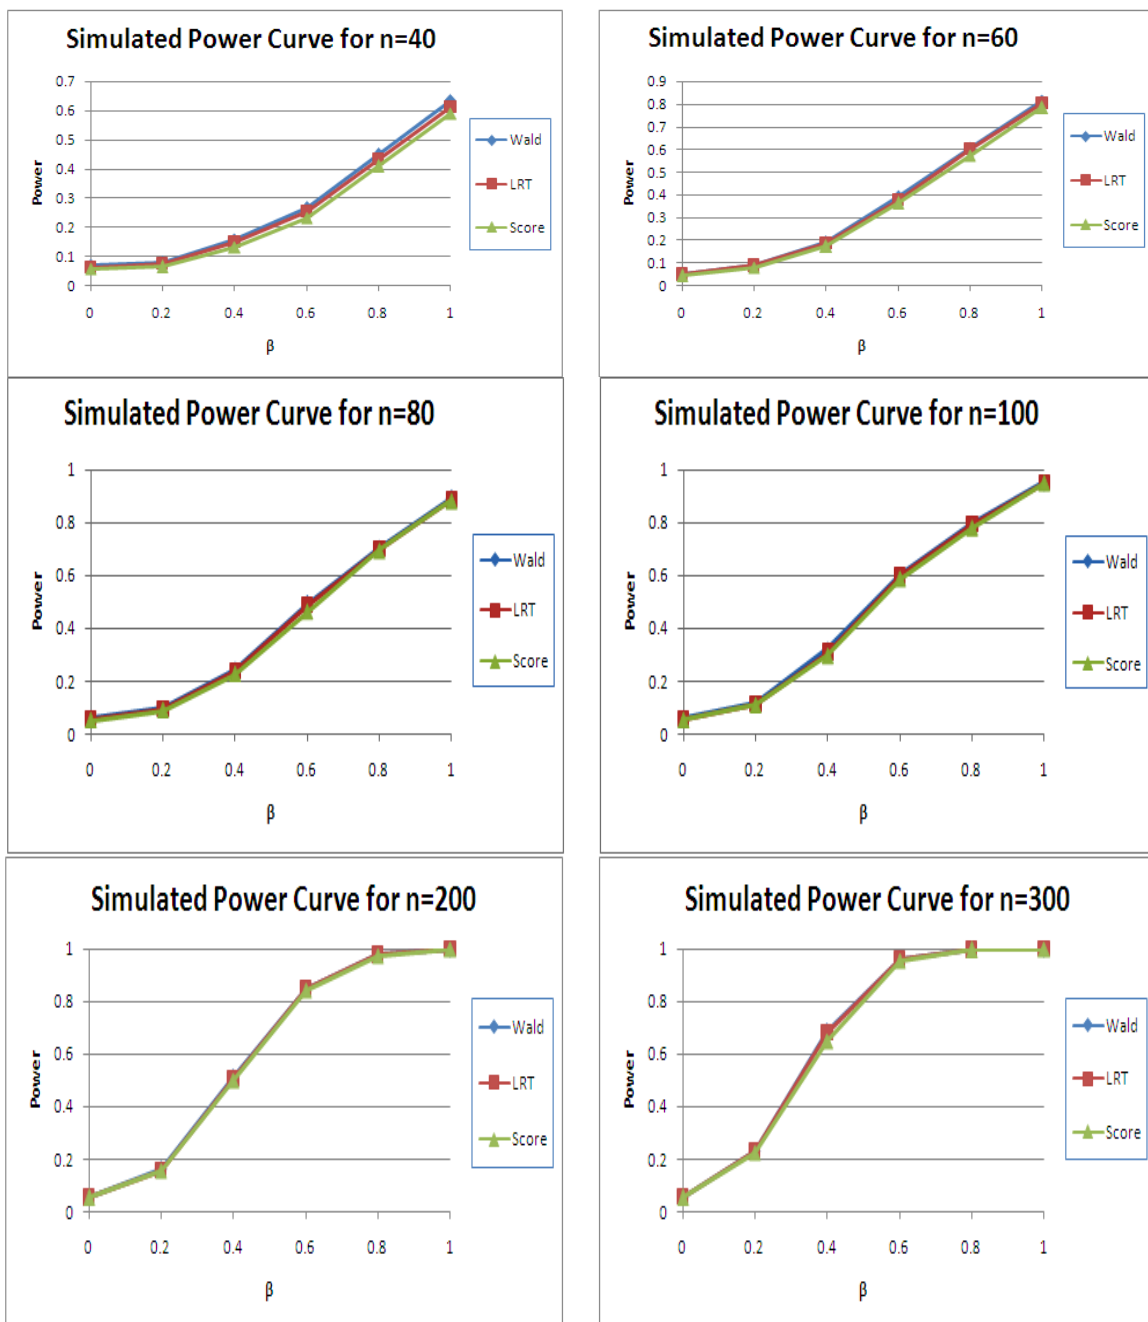 Simulated Power Curve for n=40
0.7
0.6
0.5
0.4
0.3
0.2
0.1
0
Power
0 0.2 0.4 0.6 0.8 1
β
Wald
LRT
Score
Simulated Power Curve for n=60
0.9
0.8
0.7
0.6
0.5
0.4
0.3
0.2
0.1
0
Power
0 0.2 0.4 0.6 0.8 1
β
Wald
LRT
Score
Simulated Power Curve for n=80
1
0.8
0.6
0.4
0.2
0
Power
0 0.2 0.4 0.6 0.8 1
β
Wald
LRT
Score
Simulated Power Curve for n=100
1
0.8
0.6
0.4
0.2
0
Power
0 0.2 0.4 0.6 0.8 1
β
Wald
LRT
Score
Simulated Power Curve for n=200
1
0.8
0.6
0.4
0.2
0
Power
0 0.2 0.4 0.6 0.8 1
β
Wald
LRT
Score
Simulated Power Curve for n=300
1
0.8
0.6
0.4
0.2
0
Power
0 0.2 0.4 0.6 0.8 1
β
Wald
LRT
Score